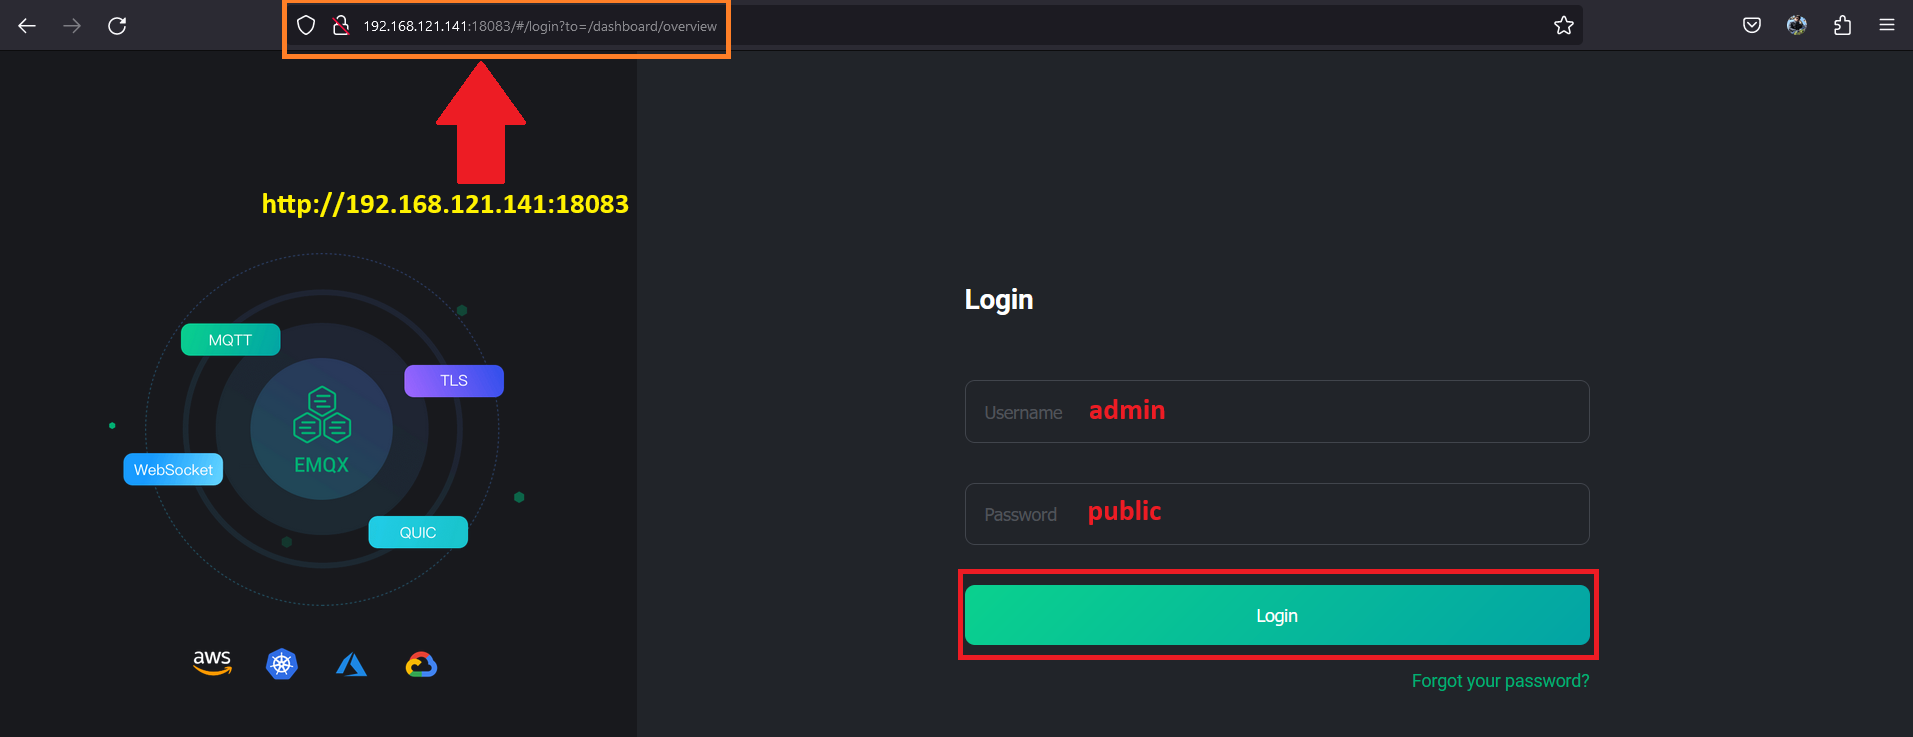 192.168.121.141:18083/#/login?to=/dashboard/overview
http://192.168.121.141:18083
MQTT
TLS
EMQX
WebSocket
QUIC
aws
Login
Username admin
Password public
Login
Forgot your password?